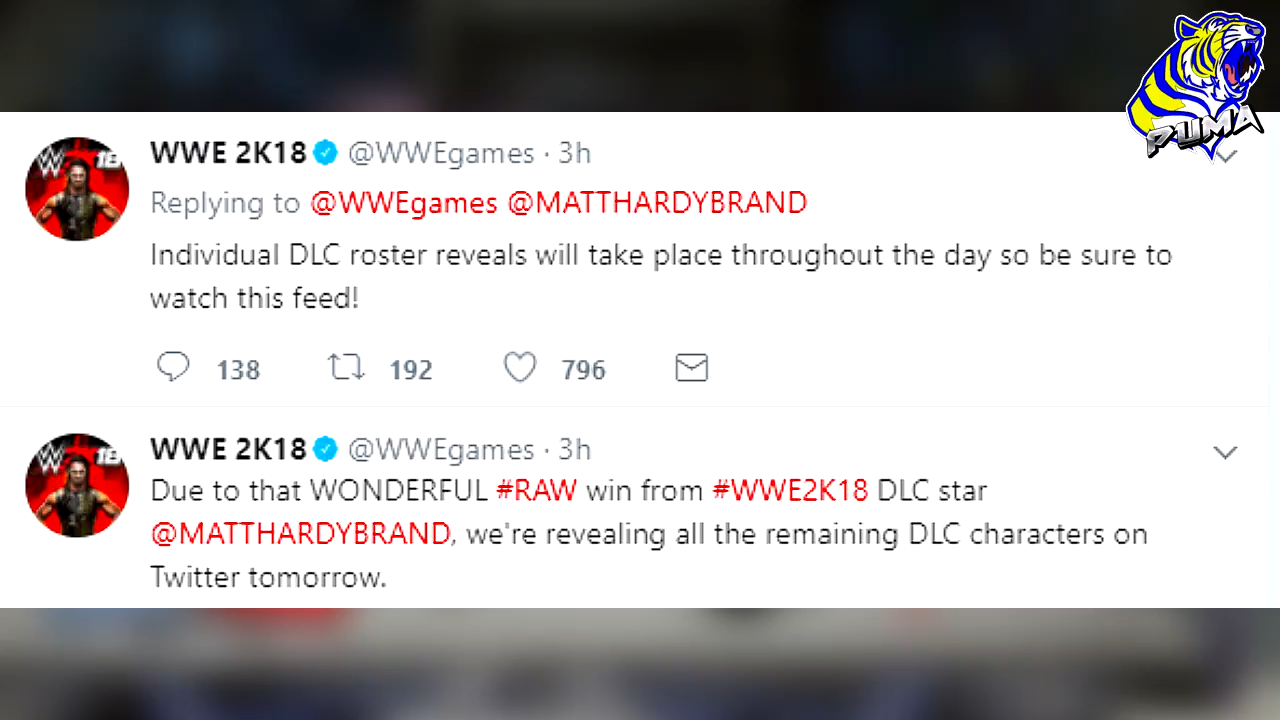 PUMA
WWE 2K18 @WWEgames · 3h
Replying to @WWEgames @MATTHARDYBRAND
Individual DLC roster reveals will take place throughout the day so be sure to
watch this feed!
138 192 796
WWE 2K18 @WWEgames · 3h
Due to that WONDERFUL #RAW win from #WWE2K18 DLC star
@MATTHARDYBRAND, we're revealing all the remaining DLC characters on
Twitter tomorrow.